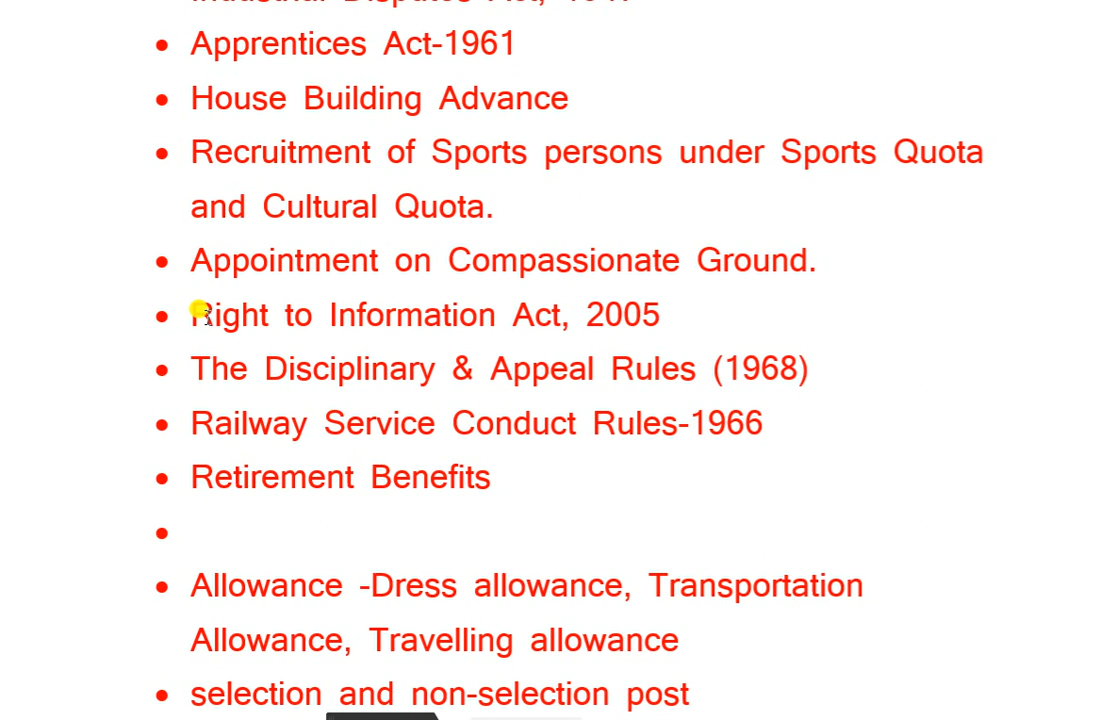 • Apprentices Act-1961
• House Building Advance
• Recruitment of Sports persons under Sports Quota
and Cultural Quota.
• Appointment on Compassionate Ground.
• Right to Information Act, 2005
• The Disciplinary & Appeal Rules (1968)
• Railway Service Conduct Rules-1966
• Retirement Benefits
•
• Allowance -Dress allowance, Transportation
Allowance, Travelling allowance
• selection and non-selection post